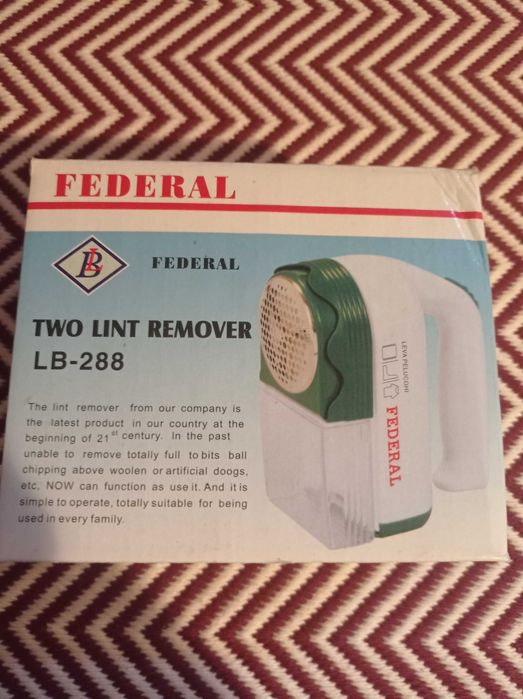 FEDERAL
BL
FEDERAL
TWO LINT REMOVER
LB-288
The lint remover from our company is
the latest product in our country at the
beginning of 21st century. In the past
unable to remove totally full to bits ball
chipping above woolen or artificial doogs,
etc, NOW can function as use it. And it is
simple to operate, totally suitable for being
used in every family.
LEVA PELUCCHI
FEDERAL